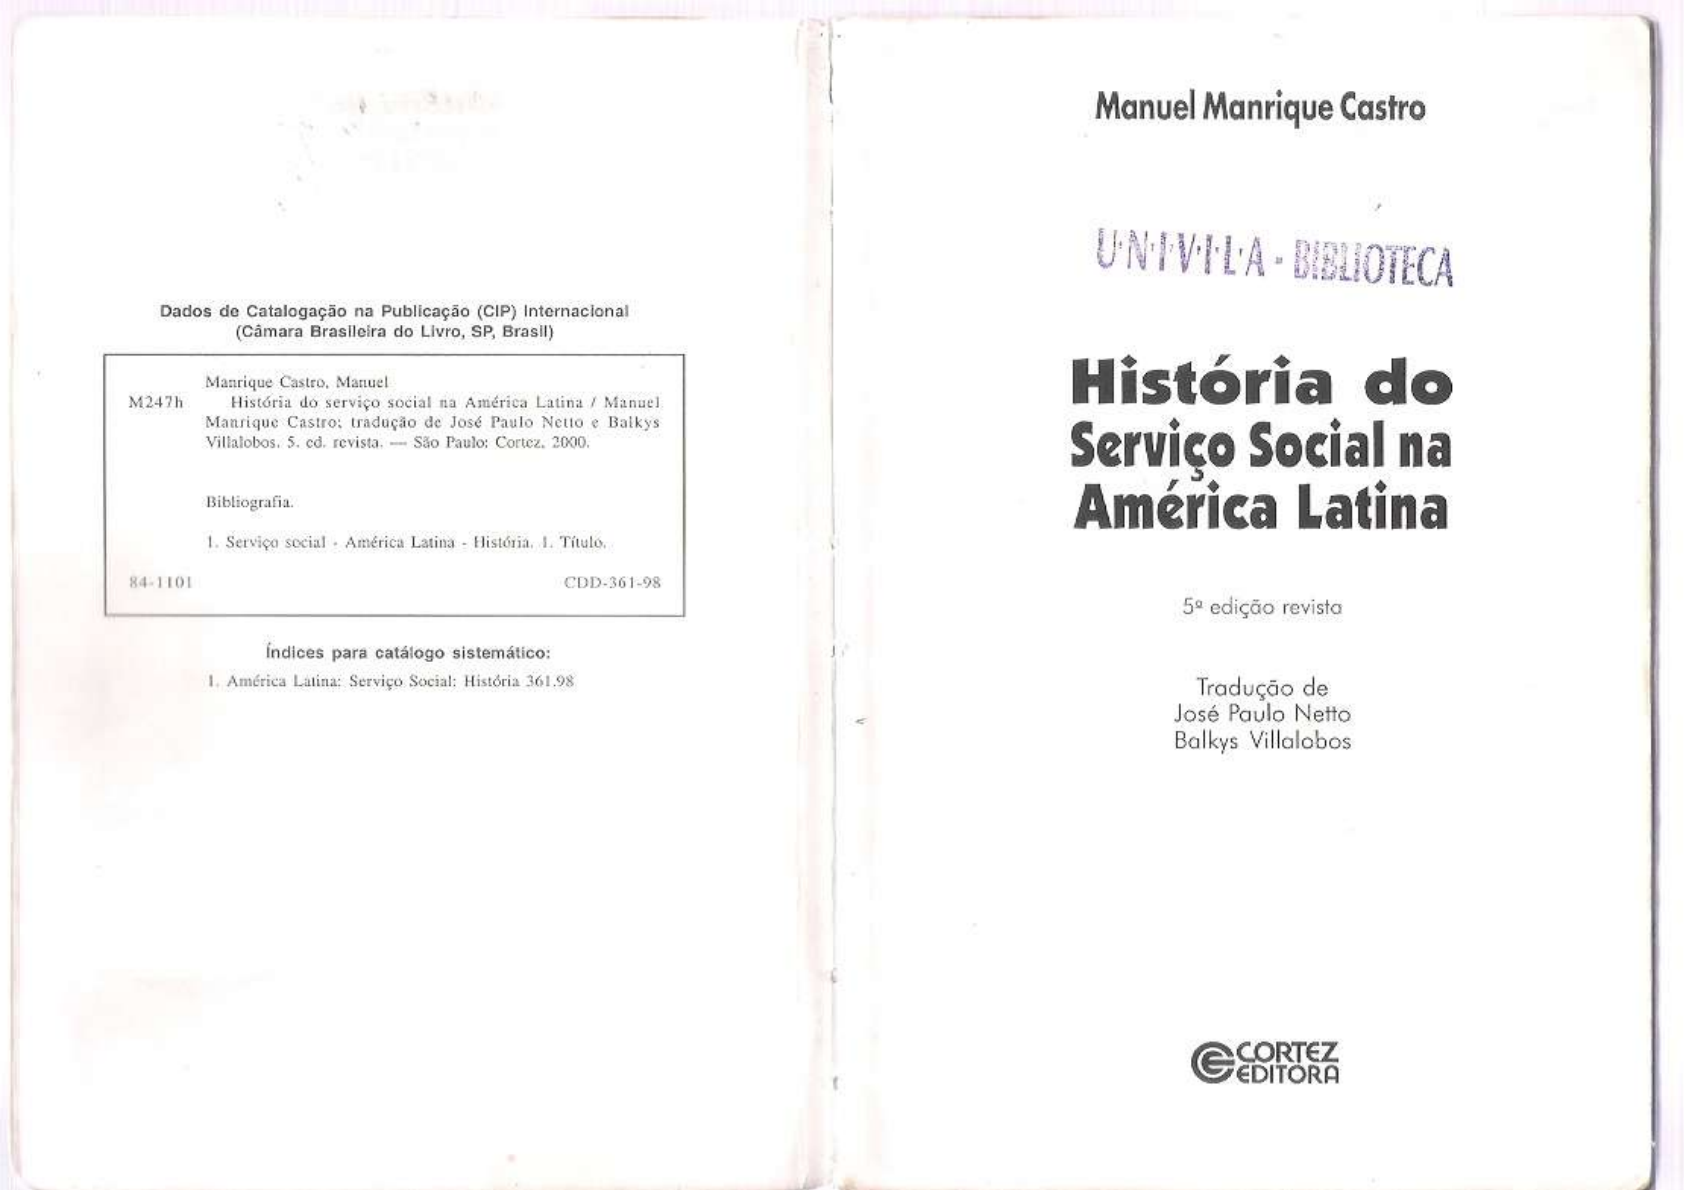 Dados de Catalogação na Publicação (CIP) Internacional
(Câmara Brasileira do Livro, SP, Brasil)
Manrique Castro, Manuel
M247h História do serviço social na América Latina / Manuel
Manrique Castro; tradução de José Paulo Netto e Balkys
Villalobos. 5. ed. revista. — São Paulo: Cortez, 2000.
Bibliografia.
1. Serviço social - América Latina - História. I. Título.
84-1101 CDD-361-98
Índices para catálogo sistemático:
1. América Latina: Serviço Social: História 361.98
Manuel Manrique Castro
U·N·I·V·I·L·A - BIBLIOTECA
História do
Serviço Social na
América Latina
5ª edição revista
Tradução de
José Paulo Netto
Balkys Villalobos
CORTEZ
EDITORA